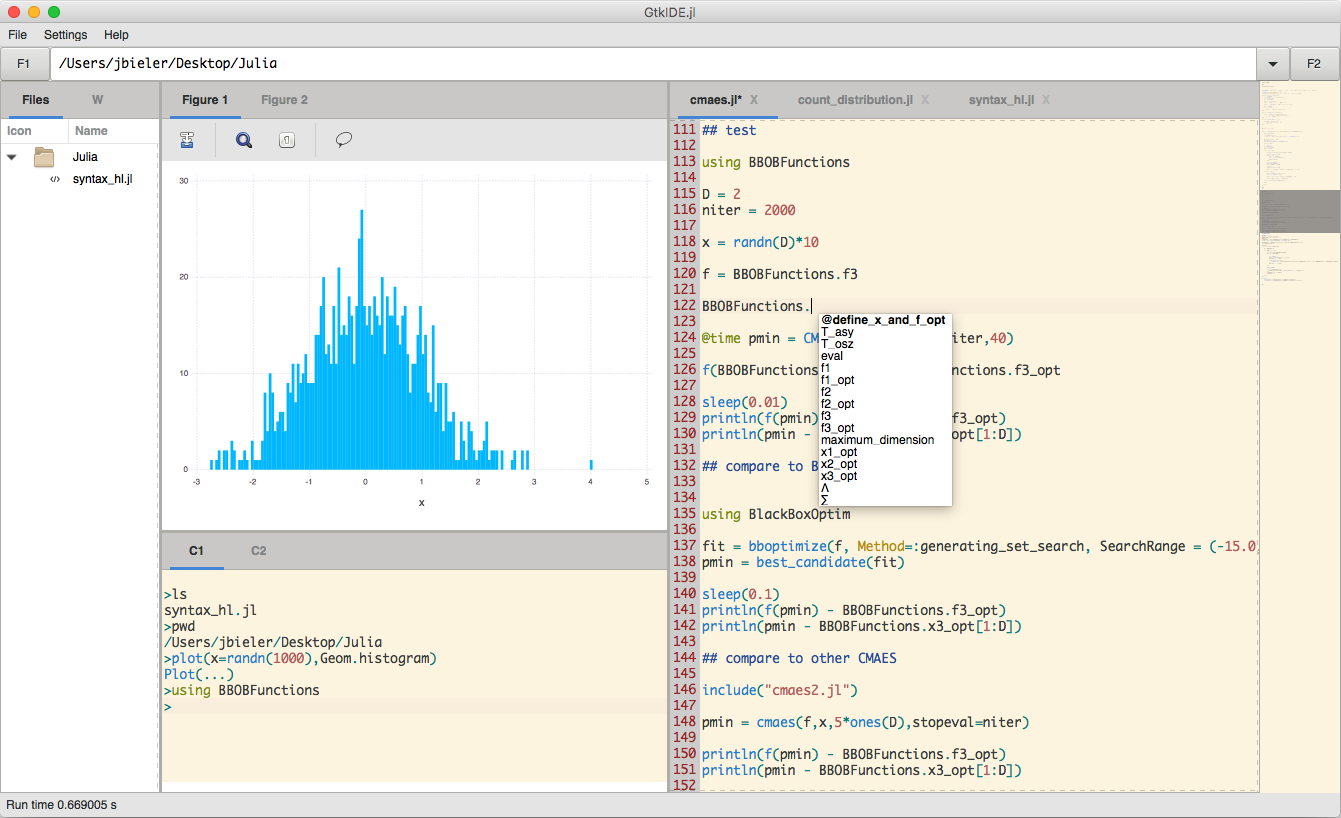 GtkIDE.jl
File Settings Help
F1 /Users/jbieler/Desktop/Julia F2
Files W
Icon Name
Julia
</> syntax_hl.jl
Figure 1 Figure 2
30
20
10
0
-3 -2 -1 0 1 2 3 4 5
x
C1 C2
>ls
syntax_hl.jl
>pwd
/Users/jbieler/Desktop/Julia
>plot(x=randn(1000),Geom.histogram)
Plot(...)
>using BBOBFunctions
>
cmaes.jl* X count_distribution.jl X syntax_hl.jl X
111 ## test
112
113 using BBOBFunctions
114
115 D = 2
116 niter = 2000
117
118 x = randn(D)*10
119
120 f = BBOBFunctions.f3
121
122 BBOBFunctions.
123
124 @time pmin = CM iter,40)
125
126 f(BBOBFunctions nctions.f3_opt
127
128 sleep(0.01)
129 println(f(pmin) f3_opt)
130 println(pmin - opt[1:D])
131
132 ## compare to B
133
134
135 using BlackBoxOptim
136
137 fit = bboptimize(f, Method=:generating_set_search, SearchRange = (-15.0
138 pmin = best_candidate(fit)
139
140 sleep(0.1)
141 println(f(pmin) - BBOBFunctions.f3_opt)
142 println(pmin - BBOBFunctions.x3_opt[1:D])
143
144 ## compare to other CMAES
145
146 include("cmaes2.jl")
147
148 pmin = cmaes(f,x,5*ones(D),stopeval=niter)
149
150 println(f(pmin) - BBOBFunctions.f3_opt)
151 println(pmin - BBOBFunctions.x3_opt[1:D])
152
@define_x_and_f_opt
T_asy
T_osz
eval
f1
f1_opt
f2
f2_opt
f3
f3_opt
maximum_dimension
x1_opt
x2_opt
x3_opt
Λ
Σ
Run time 0.669005 s